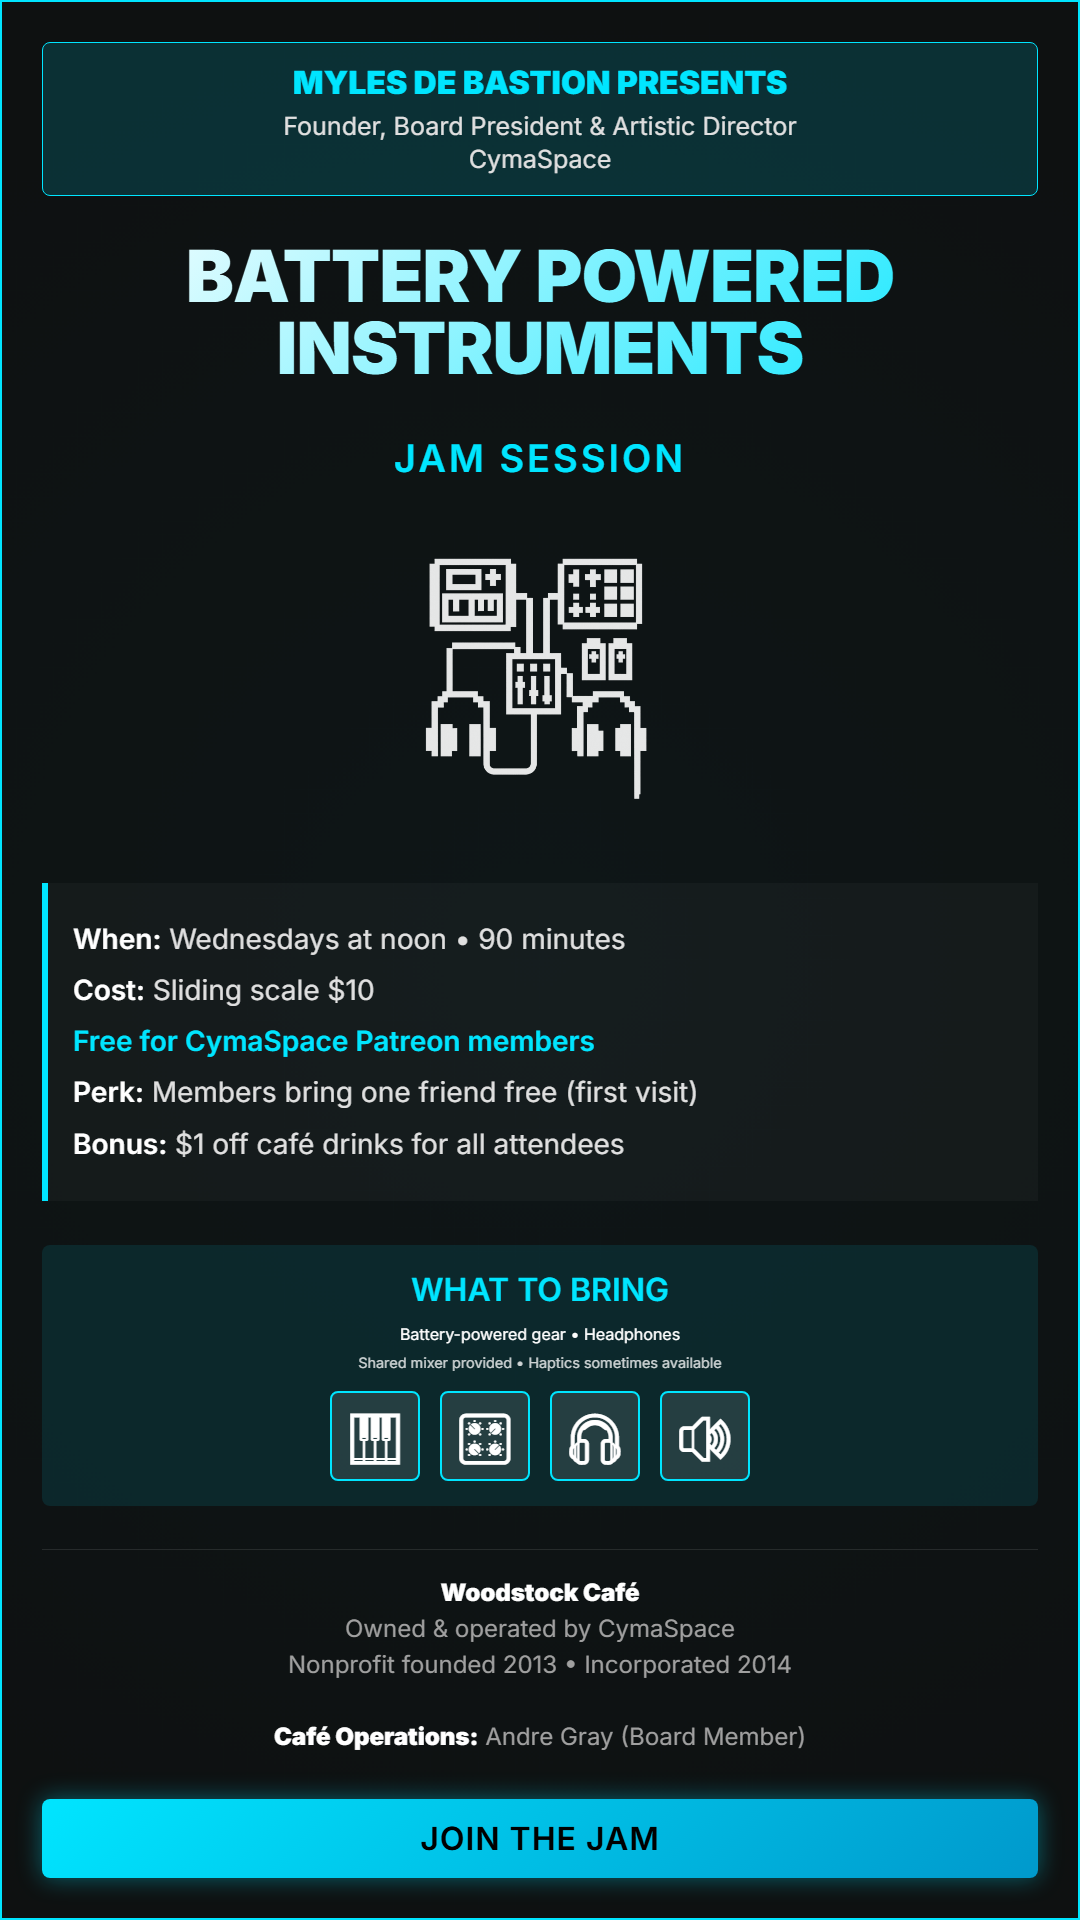 MYLES DE BASTION PRESENTS
Founder, Board President & Artistic Director
CymaSpace
BATTERY POWERED
INSTRUMENTS
JAM SESSION
When: Wednesdays at noon • 90 minutes
Cost: Sliding scale $10
Free for CymaSpace Patreon members
Perk: Members bring one friend free (first visit)
Bonus: $1 off café drinks for all attendees
WHAT TO BRING
Battery-powered gear • Headphones
Shared mixer provided • Haptics sometimes available
Woodstock Café
Owned & operated by CymaSpace
Nonprofit founded 2013 • Incorporated 2014
Café Operations: Andre Gray (Board Member)
JOIN THE JAM